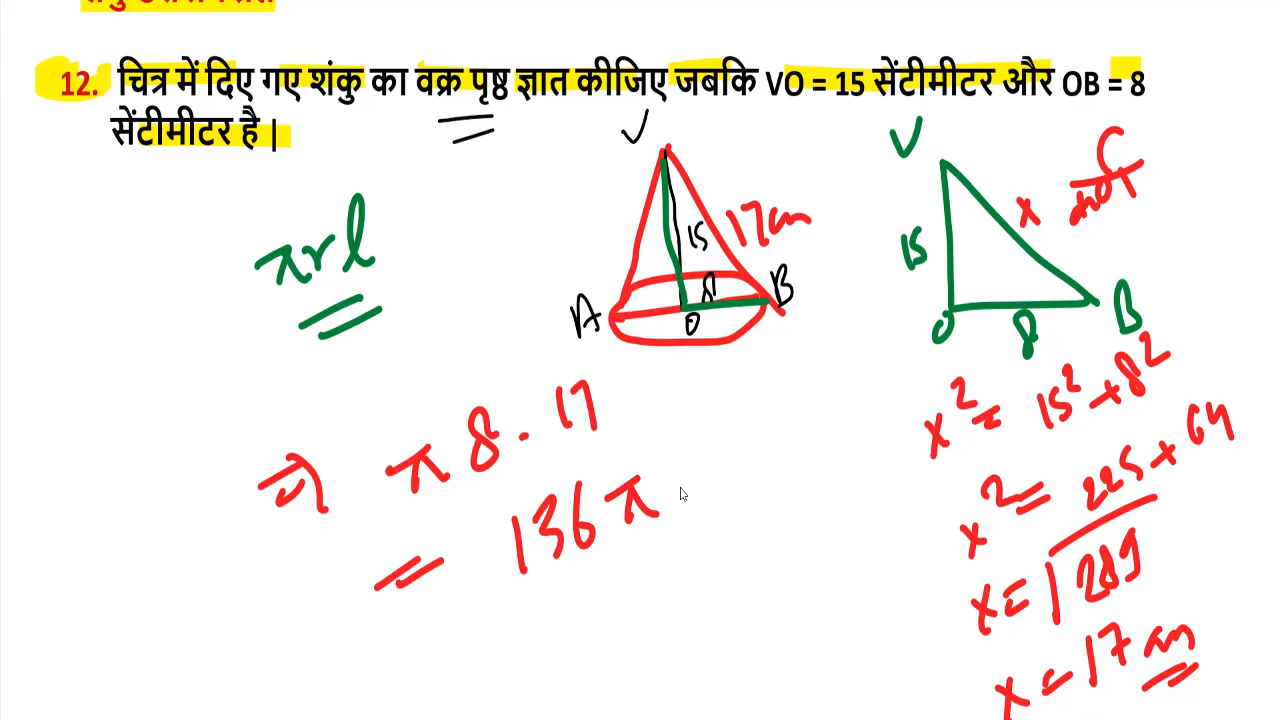 12. चित्र में दिए गए शंकु का वक्र पृष्ठ ज्ञात कीजिए जबकि VO = 15 सेंटीमीटर और OB = 8
सेंटीमीटर है |
V
V
15
17cm
x
πrl
15
8
A
O
B
O
8
B
π 8 . 17
x² = 15² + 8²
= 136 π
x² = 225 + 64
x = √289
x = 17 cm